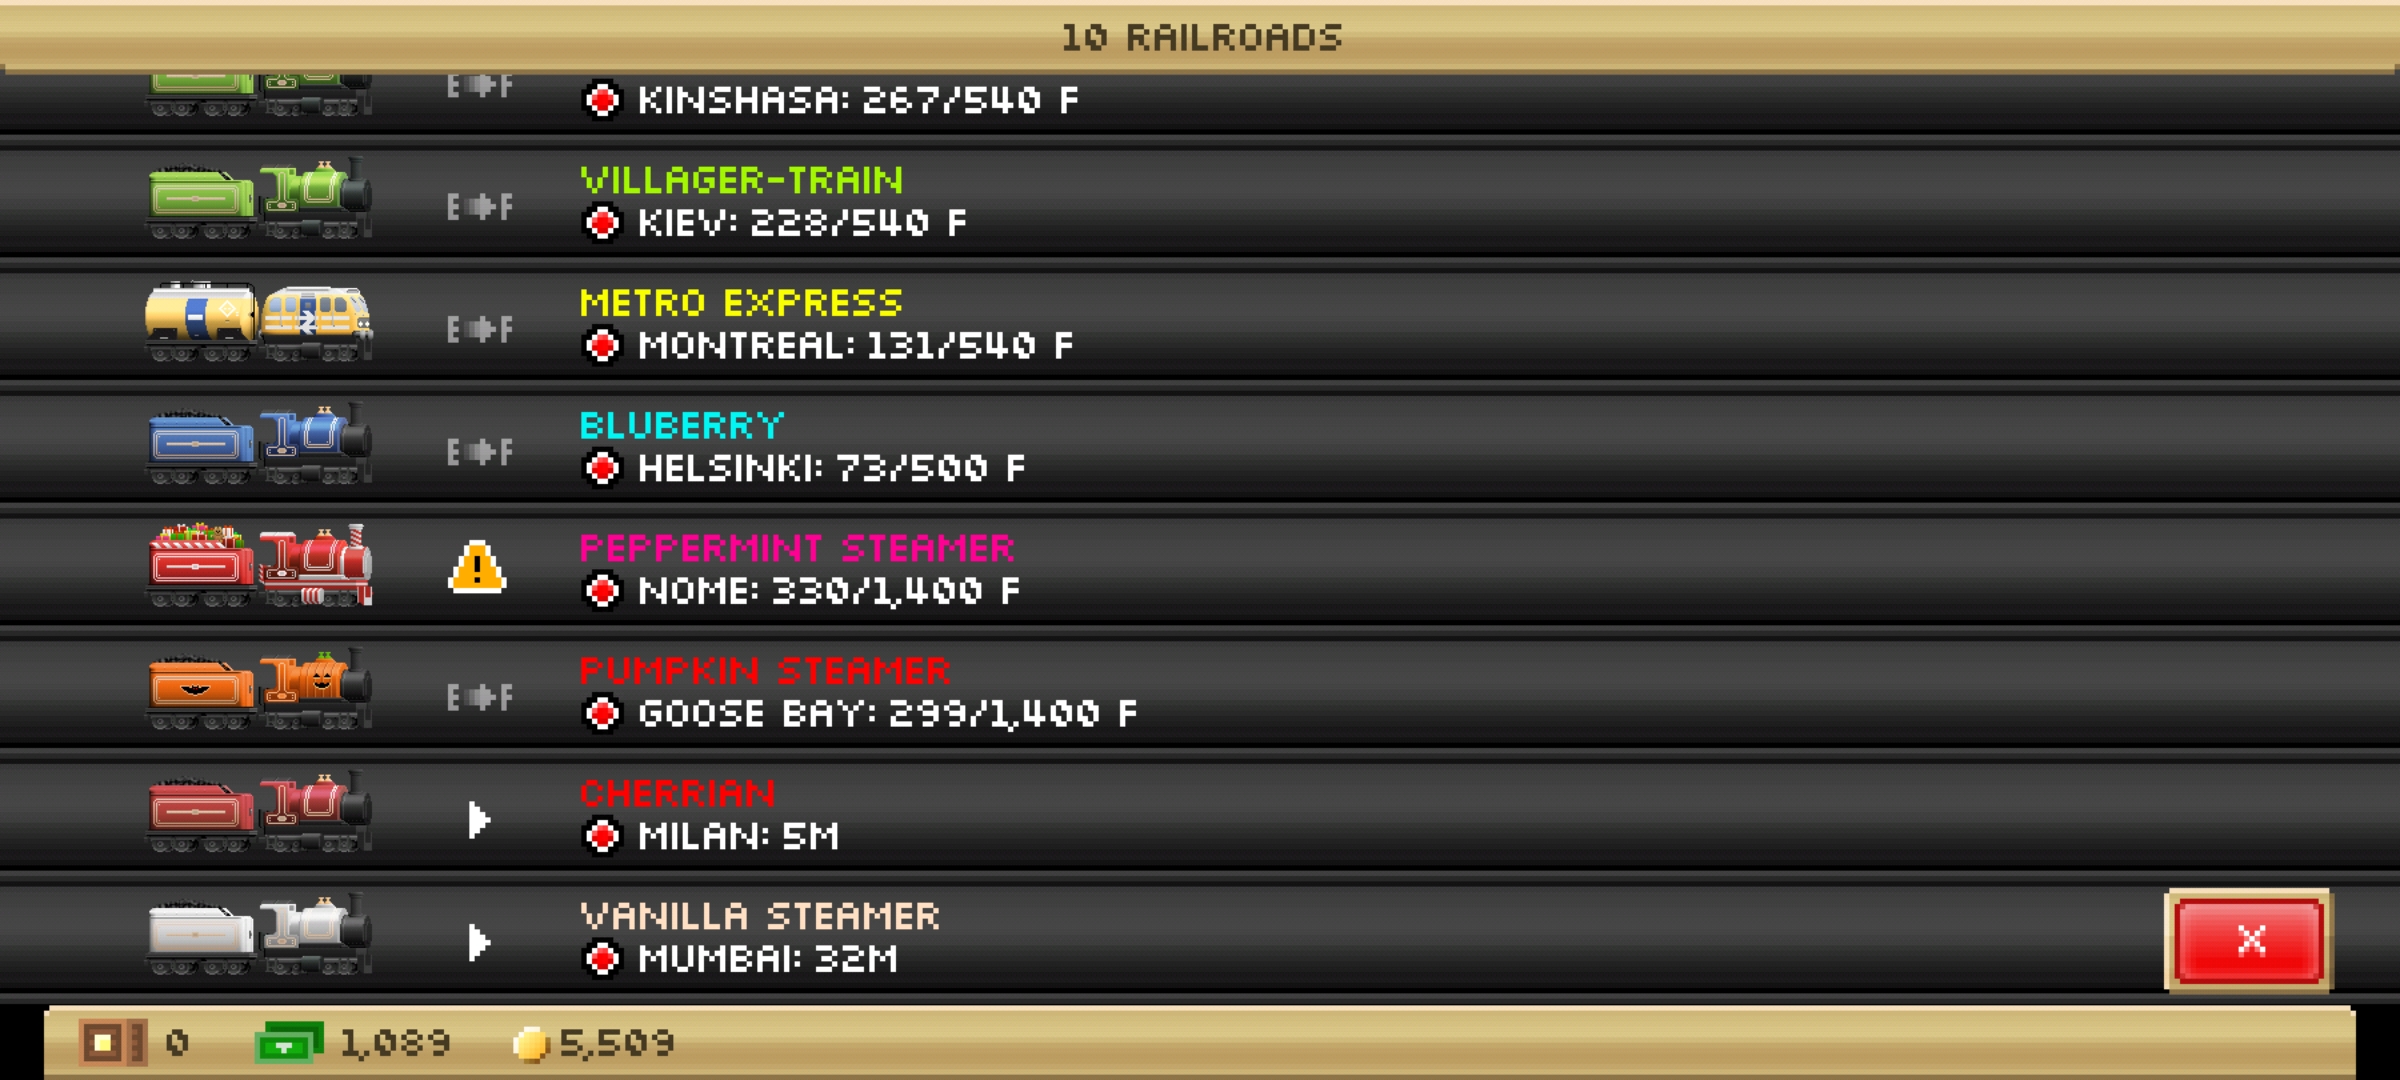 10 RAILROADS
E F
KINSHASA: 267/540 F
VILLAGER-TRAIN
E F
KIEV: 228/540 F
METRO EXPRESS
E F
MONTREAL: 131/540 F
BLUBERRY
E F
HELSINKI: 73/500 F
PEPPERMINT STEAMER
!
NOME: 330/1,400 F
PUMPKIN STEAMER
E F
GOOSE BAY: 299/1,400 F
CHERRIAN
MILAN: 5M
VANILLA STEAMER
MUMBAI: 32M
X
0 1,089 5,509